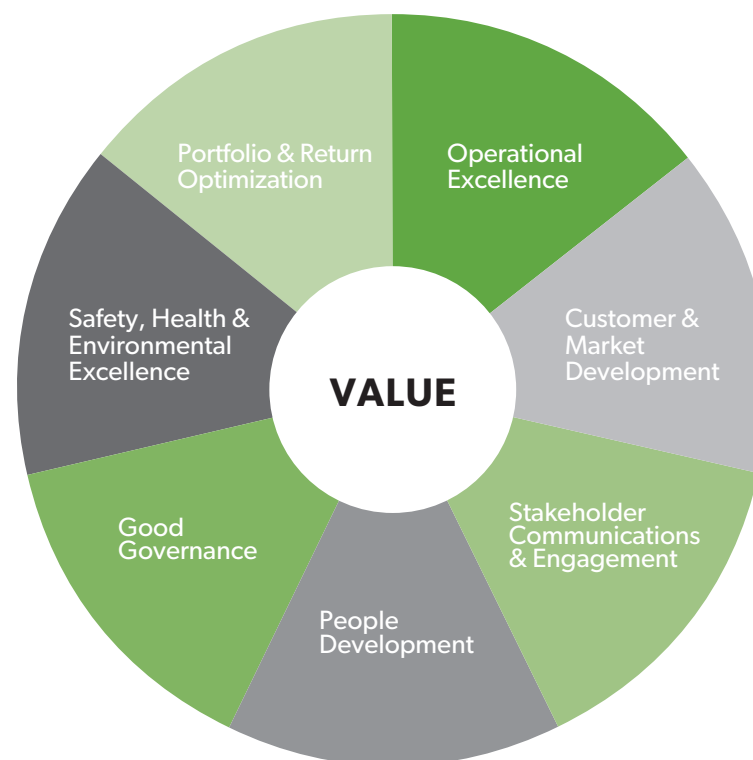 Portfolio & Return
Optimization
Operational
Excellence
Safety, Health &
Environmental
Excellence
VALUE
Customer &
Market
Development
Good
Governance
Stakeholder
Communications
& Engagement
People
Development